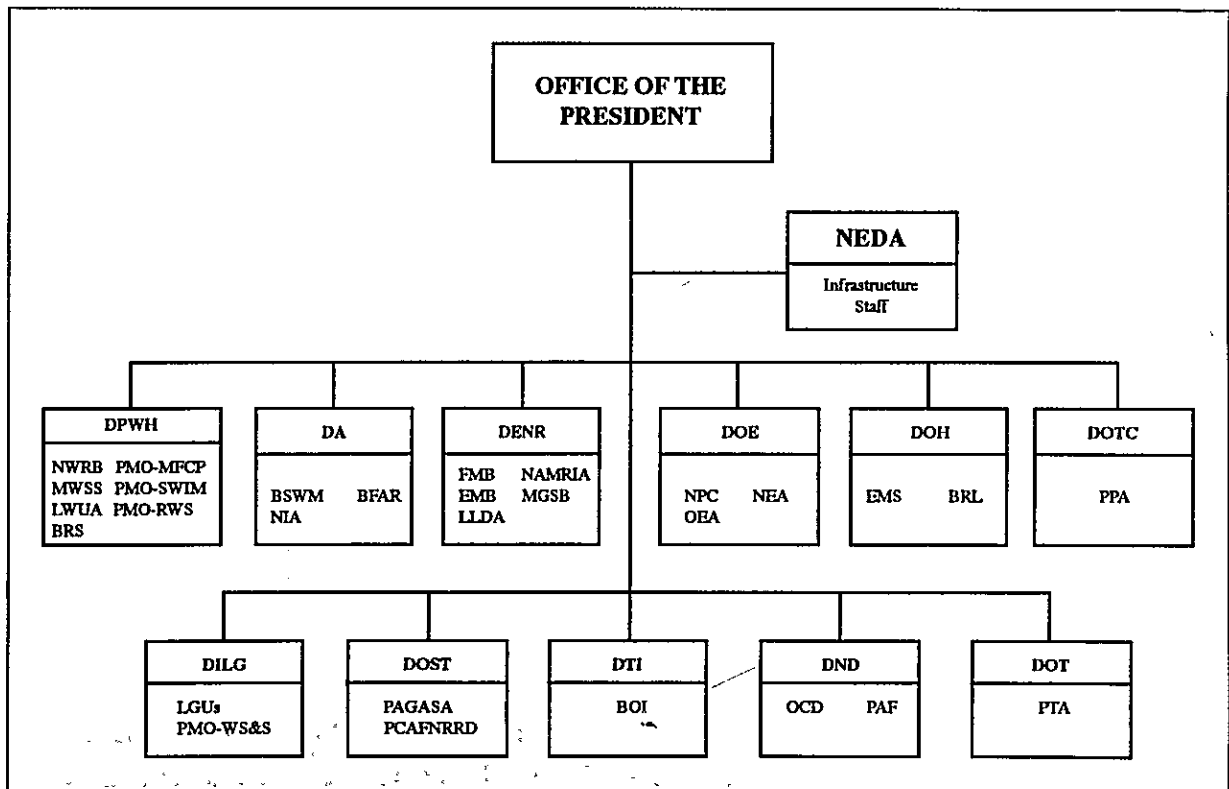 OFFICE OF THE
PRESIDENT
NEDA
Infrastructure
Staff
DPWH
NWRB PMO-MFCP
MWSS PMO-SWIM
LWUA PMO-RWS
BRS
DA
BSWM BFAR
NIA
DENR
FMB NAMRIA
EMB MGSB
LLDA
DOE
NPC NEA
OEA
DOH
EMS BRL
DOTC
PPA
DILG
LGUs
PMO-WS&S
DOST
PAGASA
PCAFNRRD
DTI
BOI
DND
OCD PAF
DOT
PTA